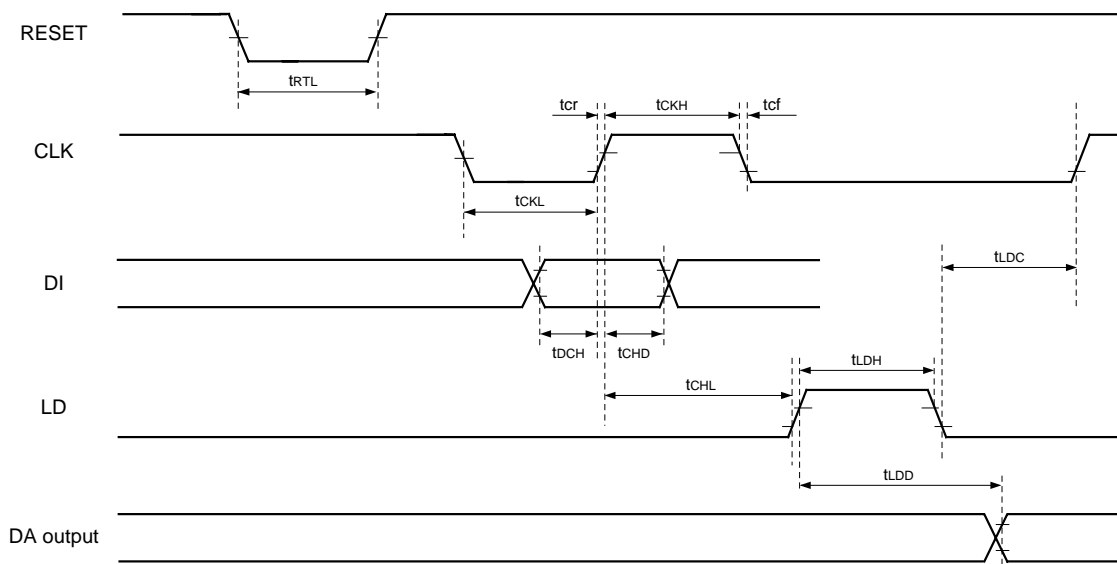 RESET
tRTL
tcr
tCKH
tcf
CLK
tCKL
tLDC
DI
tDCH
tCHD
tLDH
tCHL
LD
tLDD
DA output